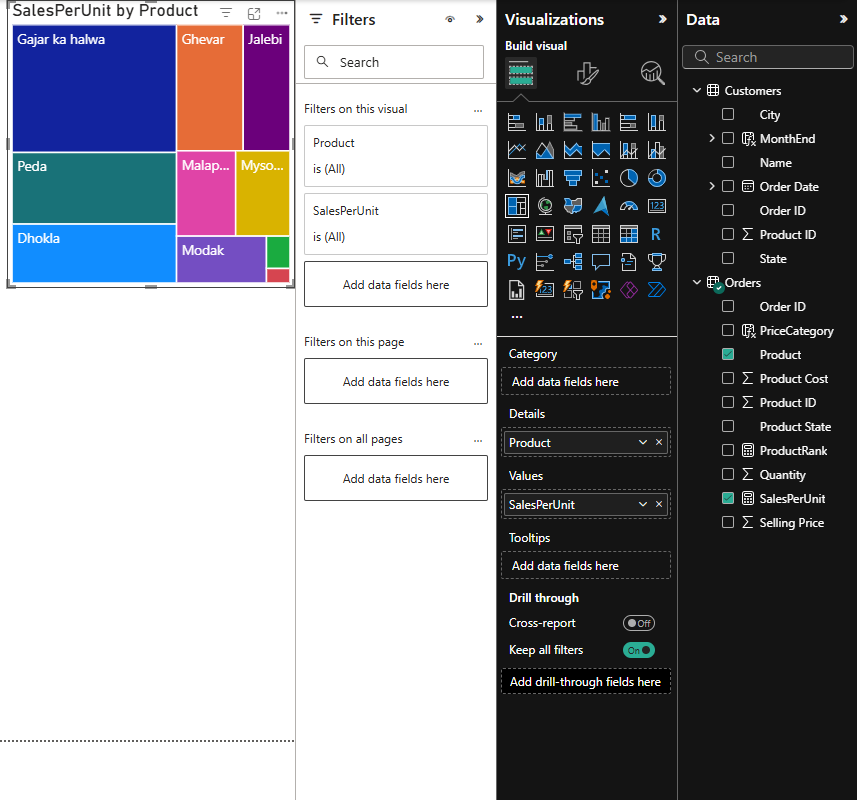 SalesPerUnit by Product
Gajar ka halwa
Ghevar
Jalebi
Peda
Malap...
Myso...
Dhokla
Modak
Filters
Search
Filters on this visual
...
Product
is (All)
SalesPerUnit
is (All)
Add data fields here
Filters on this page
...
Add data fields here
Filters on all pages
...
Add data fields here
Visualizations
Build visual
123
R
Py
123
...
Category
Add data fields here
Details
Product
Values
SalesPerUnit
Tooltips
Add data fields here
Drill through
Cross-report
Off
Keep all filters
On
Add drill-through fields here
Data
Search
Customers
City
MonthEnd
Name
Order Date
Order ID
Product ID
State
Orders
Order ID
PriceCategory
Product
Product Cost
Product ID
Product State
ProductRank
Quantity
SalesPerUnit
Selling Price